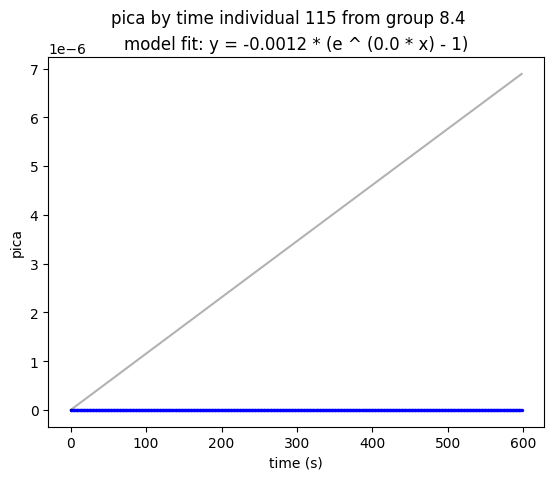 pica by time individual 115 from group 8.4
model fit: y = -0.0012 * (e ^ (0.0 * x) - 1)
1e−6
7
6
5
4
3
2
1
0
pica
0 100 200 300 400 500 600
time (s)